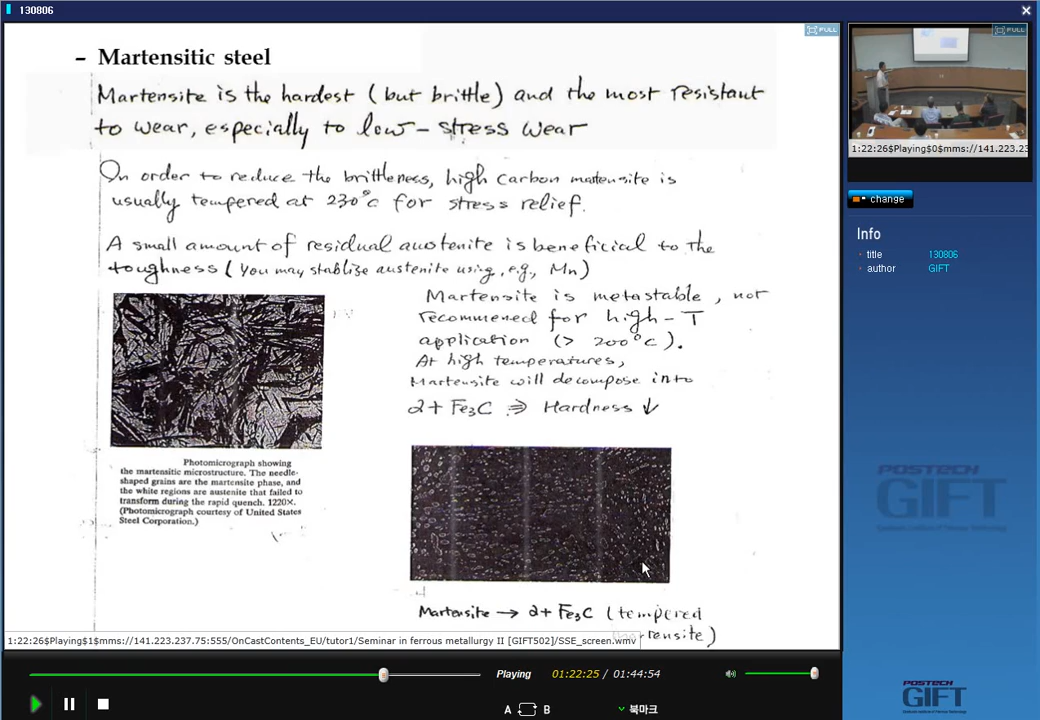 130806
FULL
– Martensitic steel
Martensite is the hardest (but brittle) and the most resistant
to wear, especially to low-stress wear
On order to reduce the brittleness, high carbon martensite is
usually tempered at 230°c for stress relief.
A small amount of residual austenite is beneficial to the
toughness (You may stablize austenite using, e.g., Mn)
Martensite is metastable, not
recommened for high-T
application (> 200°c).
At high temperatures,
Martensite will decompose into
2+ Fe₃C ⇒ Hardness ↓
Photomicrograph showing
the martensitic microstructure. The needle-
shaped grains are the martensite phase, and
the white regions are austenite that failed to
transform during the rapid quench. 1220X.
(Photomicrograph courtesy of United States
Steel Corporation.)
Martensite → 2+ Fe₃C (tempered
1:22:26$Playing$1$mms://141.223.237.75:555/OnCastContents_EU/tutor1/Seminar in ferrous metallurgy II [GIFT502]/SSE_screen.wmv
Playing
01:22:25 / 01:44:54
A B
북마크
FULL
1:22:26$Playing$0$mms://141.223.23
change
Info
title 130806
author GIFT
POSTECH
GIFT
POSTECH
GIFT